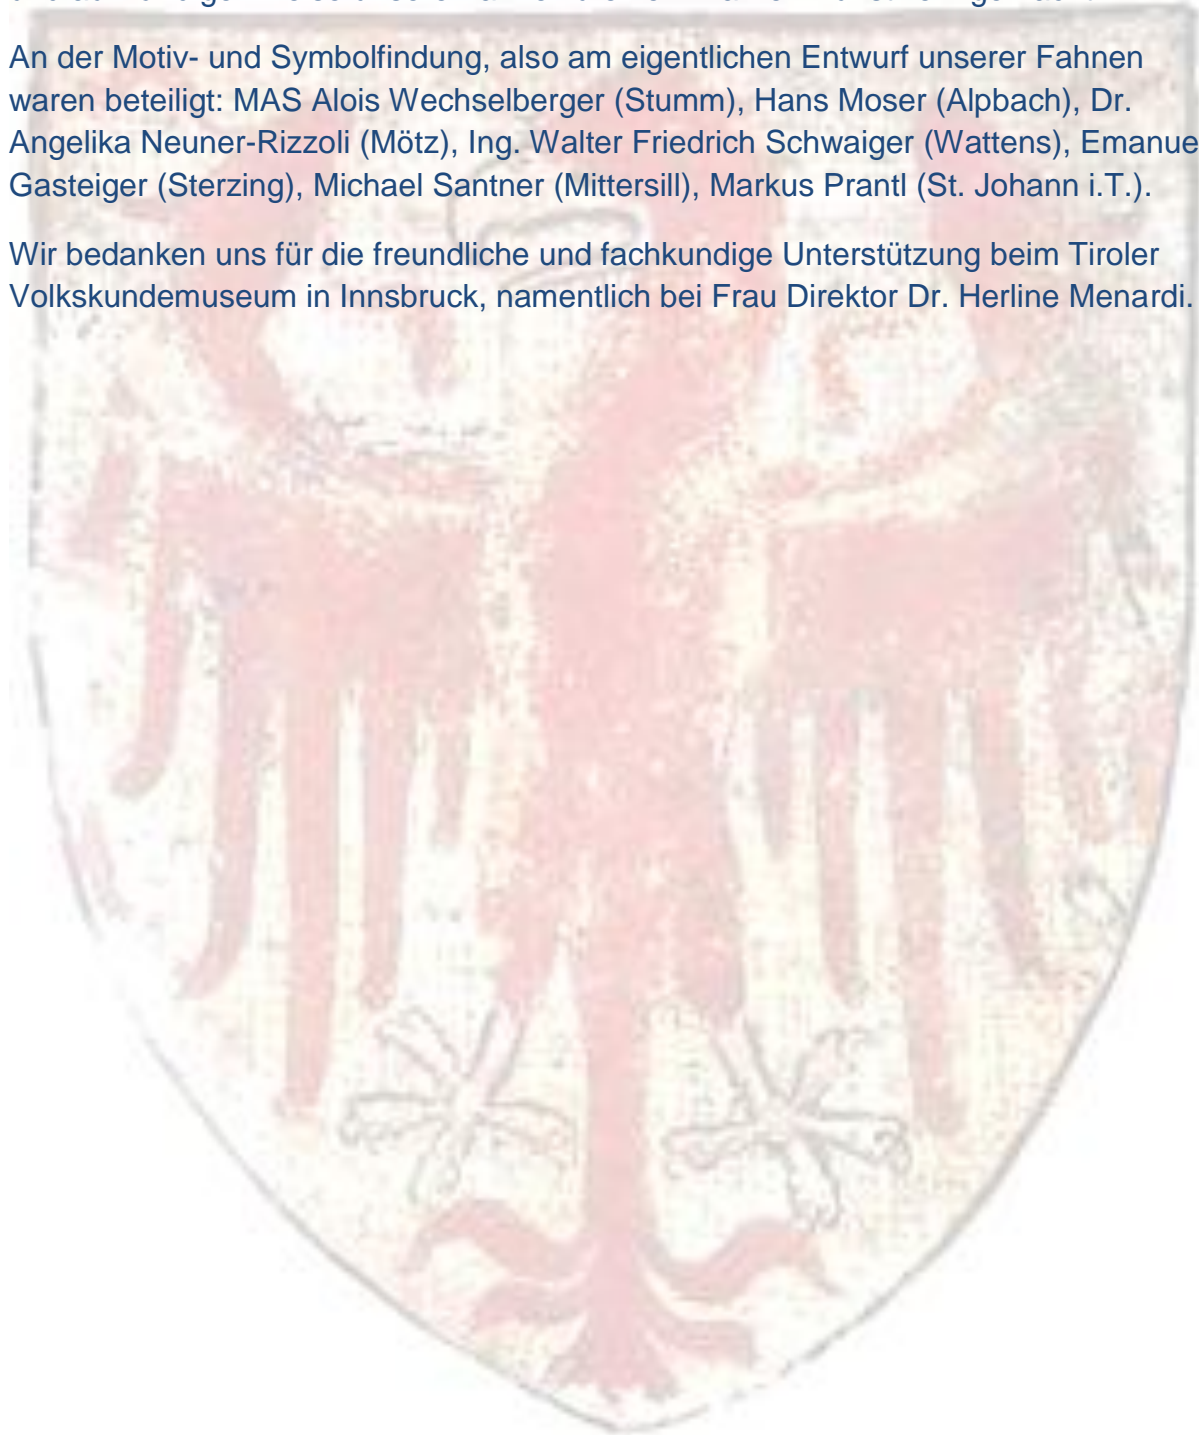 An der Motiv- und Symbolfindung, also am eigentlichen Entwurf unserer Fahnen
waren beteiligt: MAS Alois Wechselberger (Stumm), Hans Moser (Alpbach), Dr.
Angelika Neuner-Rizzoli (Mötz), Ing. Walter Friedrich Schwaiger (Wattens), Emanue
Gasteiger (Sterzing), Michael Santner (Mittersill), Markus Prantl (St. Johann i.T.).
Wir bedanken uns für die freundliche und fachkundige Unterstützung beim Tiroler
Volkskundemuseum in Innsbruck, namentlich bei Frau Direktor Dr. Herline Menardi.